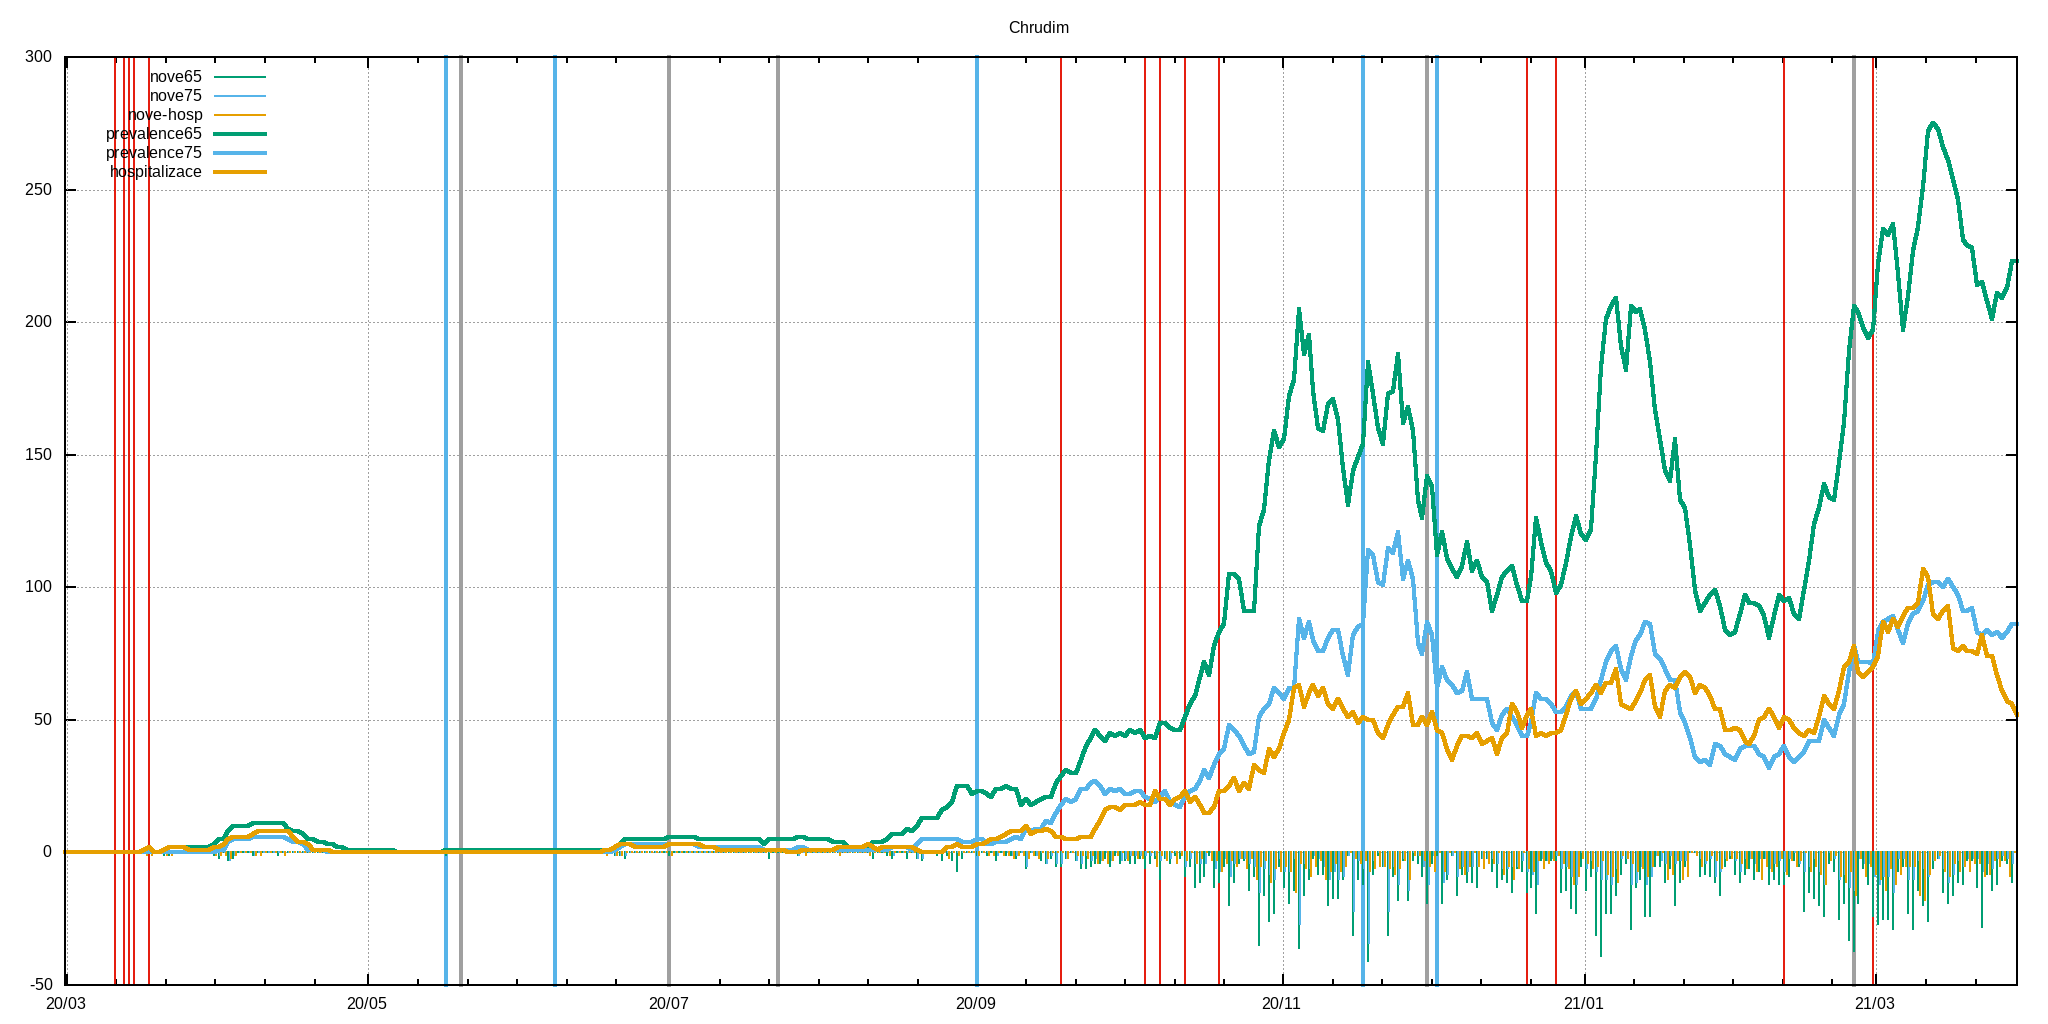 Chrudim
300
nove65
nove75
nove-hosp
prevalence65
prevalence75
hospitalizace
250
200
150
100
50
0
-50
20/03 20/05 20/07 20/09 20/11 21/01 21/03